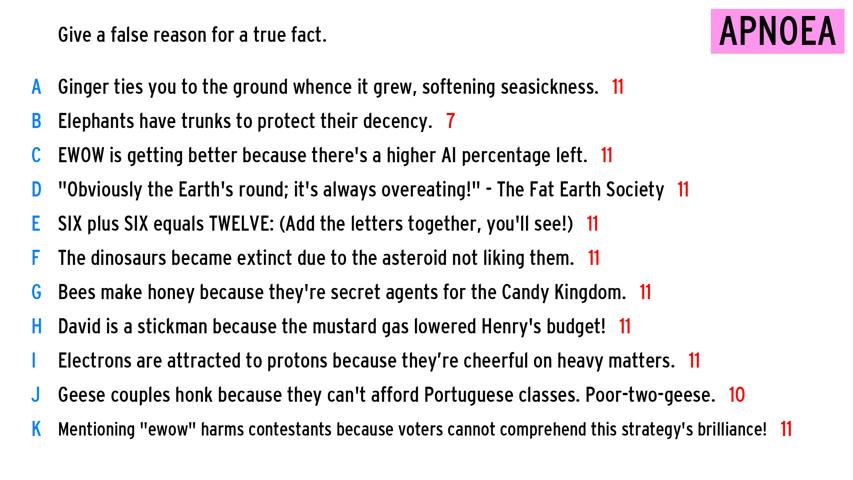 Give a false reason for a true fact.
APNOEA
A Ginger ties you to the ground whence it grew, softening seasickness. 11
B Elephants have trunks to protect their decency. 7
C EWOW is getting better because there's a higher AI percentage left. 11
D "Obviously the Earth's round; it's always overeating!" - The Fat Earth Society 11
E SIX plus SIX equals TWELVE: (Add the letters together, you'll see!) 11
F The dinosaurs became extinct due to the asteroid not liking them. 11
G Bees make honey because they're secret agents for the Candy Kingdom. 11
H David is a stickman because the mustard gas lowered Henry's budget! 11
I Electrons are attracted to protons because they’re cheerful on heavy matters. 11
J Geese couples honk because they can't afford Portuguese classes. Poor-two-geese. 10
K Mentioning "ewow" harms contestants because voters cannot comprehend this strategy's brilliance! 11